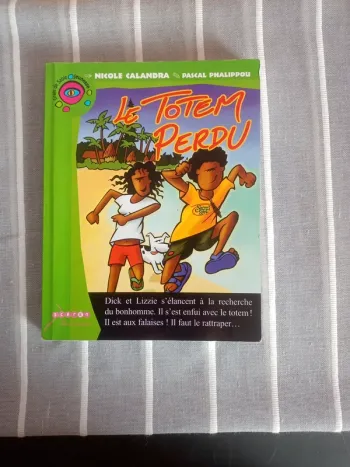 NICOLE CALANDRA PASCAL PHALIPPOU
LE TOTEM
PERDU
Dick et Lizzie s'élancent à la recherche
du bonhomme. Il s'est enfui avec le totem !
Il est aux falaises ! Il faut le rattraper…
SCÉRÉN